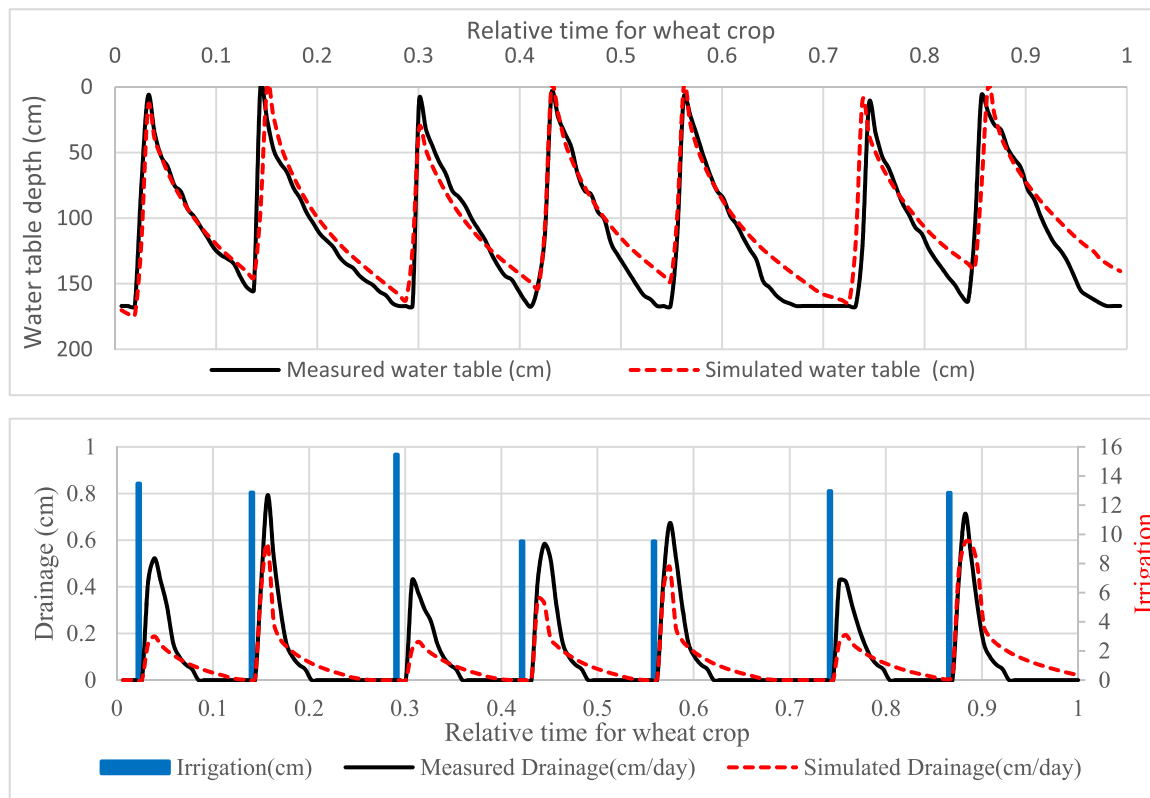 Relative time for wheat crop
0 0.1 0.2 0.3 0.4 0.5 0.6 0.7 0.8 0.9 1
Water table depth (cm)
0
50
100
150
200
Measured water table (cm) Simulated water table (cm)
Drainage (cm)
1
0.8
0.6
0.4
0.2
0
16
14
12
10
8
6
4
2
0
Irrigation
0 0.1 0.2 0.3 0.4 0.5 0.6 0.7 0.8 0.9 1
Relative time for wheat crop
Irrigation(cm) Measured Drainage(cm/day) Simulated Drainage(cm/day)